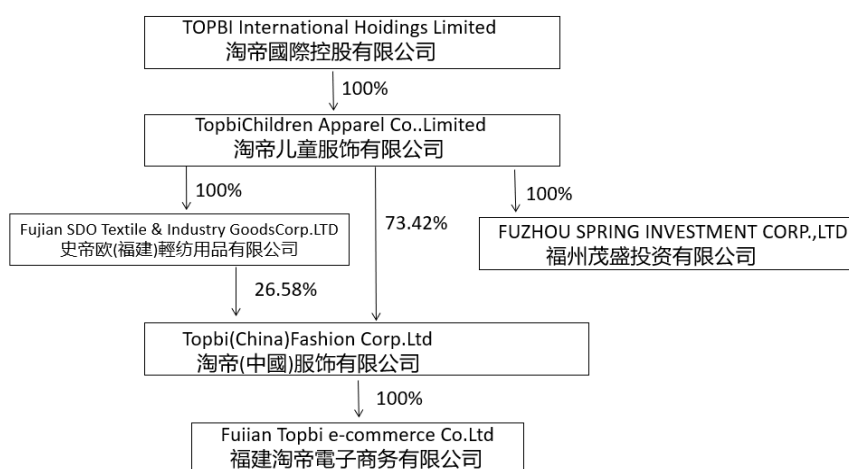 TOPBI International Hoidings Limited
淘帝國際控股有限公司
100%
TopbiChildren Apparel Co..Limited
淘帝儿童服饰有限公司
100%
73.42%
100%
Fujian SDO Textile & Industry GoodsCorp.LTD
史帝欧(福建)輕纺用品有限公司
FUZHOU SPRING INVESTMENT CORP.,LTD
福州茂盛投资有限公司
26.58%
Topbi(China)Fashion Corp.Ltd
淘帝(中國)服饰有限公司
100%
Fuiian Topbi e-commerce Co.Ltd
福建淘帝電子商务有限公司